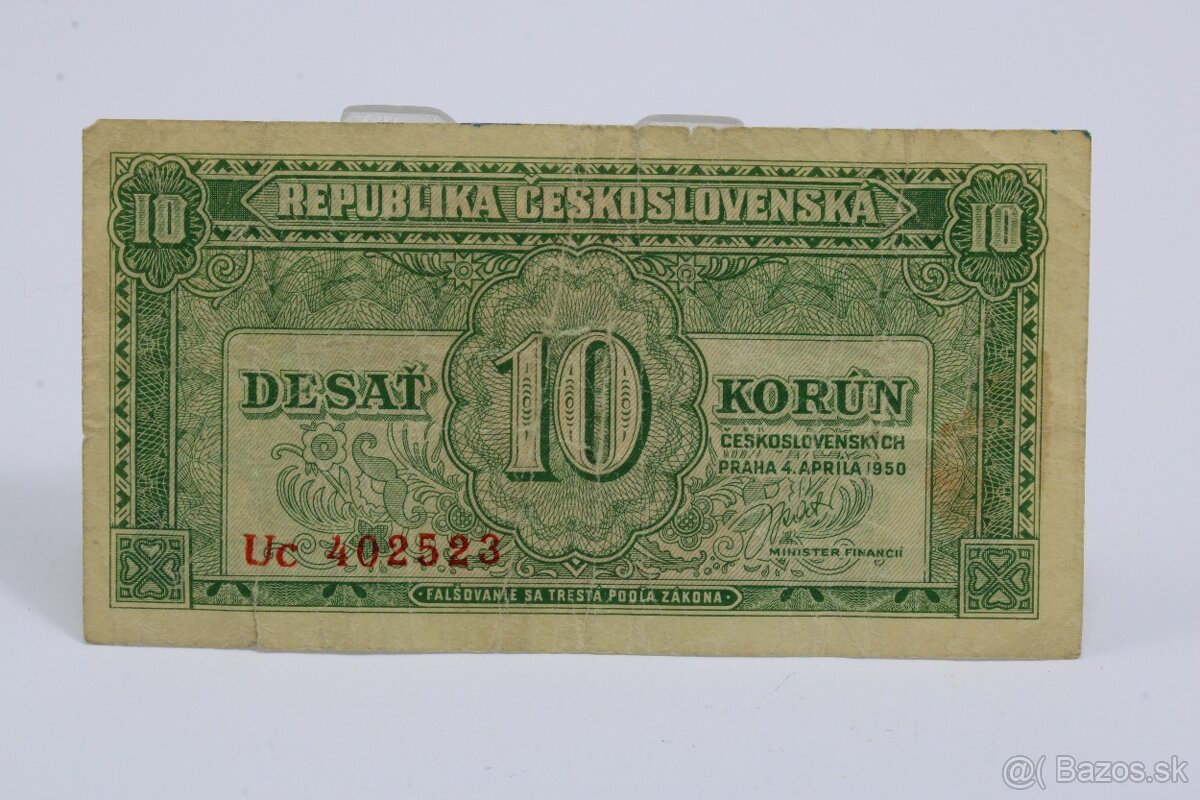 10 REPUBLIKA ČESKOSLOVENSKÁ 10
DESAŤ 10 KORÚN
ČESKOSLOVENSKÝCH
PRAHA 4. APRÍLA 1950
MINISTER FINANCIÍ
Uc 402523
FALŠOVANIE SA TRESTÁ PODĽA ZÁKONA
@( Bazos.sk